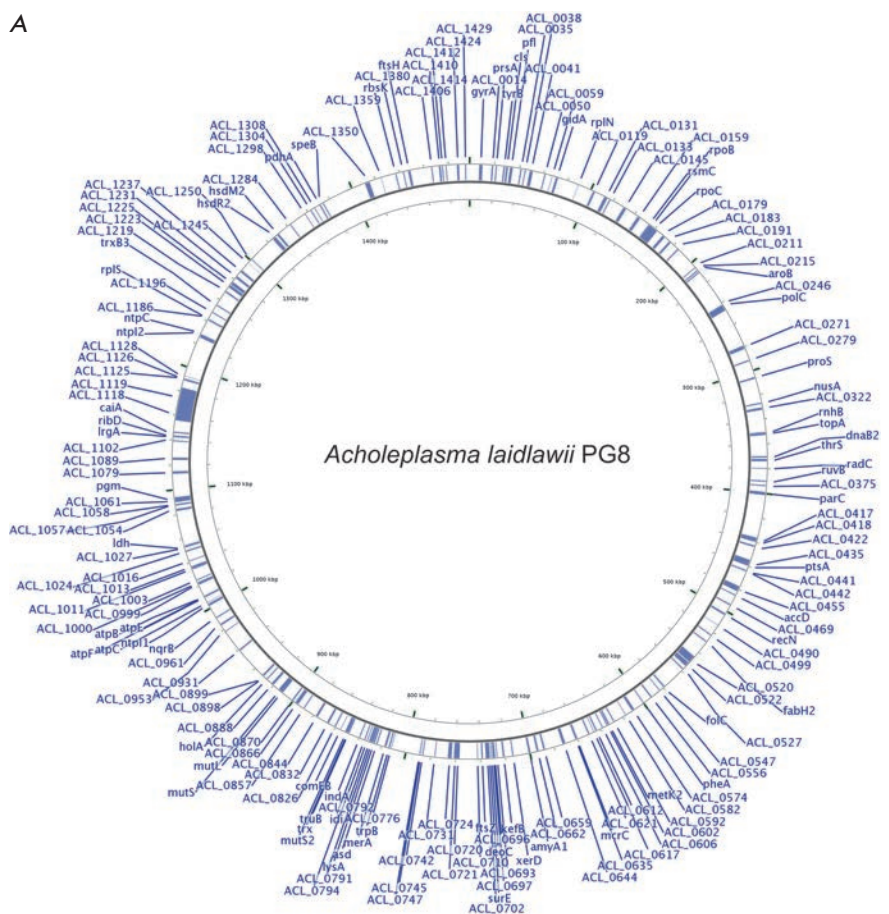 A
ACL_1429
ACL_1424
ACL_1412
ACL_1410
ACL_1414
ACL_1406
ftsH
ACL_1380
rbsK
ACL_1359
ACL_1350
speB
ACL_1308
ACL_1304
ACL_1298
pdhA
ACL_1284
hsdM2
hsdR2
ACL_1250
ACL_1245
ACL_1237
ACL_1231
ACL_1225
ACL_1223
ACL_1219
trxB3
rplS
ACL_1196
ACL_1186
ntpC
ntpI2
ACL_1128
ACL_1126
ACL_1125
ACL_1119
ACL_1118
caiA
ribD
lrgA
ACL_1102
ACL_1089
ACL_1079
pgm
ACL_1061
ACL_1058
ACL_1057
ACL_1054
ldh
ACL_1027
ACL_1016
ACL_1024
ACL_1013
ACL_1003
ACL_1011
ACL_0999
ACL_1000
atpE
atpB
ntpI1
atpC
atpF
nqrB
ACL_0961
ACL_0931
ACL_0953
ACL_0899
ACL_0898
ACL_0888
holA
ACL_0870
ACL_0866
mutL
ACL_0844
ACL_0857
mutS
ACL_0832
ACL_0826
comEB
indA
truB
trx
mutS2
ACL_0792
idi
ACL_0776
trpB
merA
asd
lysA
ACL_0791
ACL_0794
ACL_0724
ACL_0731
ACL_0742
ACL_0720
ACL_0721
ACL_0745
ACL_0747
ftsZ
kefB
ACL_0696
deoC
ACL_0710
xerD
ACL_0693
ACL_0697
surE
ACL_0702
ACL_0659
ACL_0662
amyA1
metK2
ACL_0612
ACL_0621
mcrC
ACL_0617
ACL_0635
ACL_0644
ACL_0606
ACL_0602
ACL_0592
ACL_0582
ACL_0574
pheA
ACL_0556
ACL_0547
folC
ACL_0527
fabH2
ACL_0522
ACL_0520
ACL_0499
ACL_0490
recN
ACL_0469
accD
ACL_0455
ACL_0442
ACL_0441
ptsA
ACL_0435
ACL_0422
ACL_0418
ACL_0417
parC
ACL_0375
ruvB
radC
thrS
dnaB2
topA
rnhB
ACL_0322
nusA
proS
ACL_0279
ACL_0271
polC
ACL_0246
aroB
ACL_0215
ACL_0211
ACL_0191
ACL_0183
ACL_0179
rpoC
rsmC
rpoB
ACL_0159
ACL_0145
ACL_0133
ACL_0131
ACL_0119
rplN
gidA
ACL_0059
ACL_0050
ACL_0041
ACL_0038
ACL_0035
pfl
cls
prsA
tyrB
ACL_0014
gyrA
100 kbp
200 kbp
300 kbp
400 kbp
500 kbp
600 kbp
700 kbp
800 kbp
900 kbp
1000 kbp
1100 kbp
1200 kbp
1300 kbp
1400 kbp
Acholeplasma laidlawii PG8